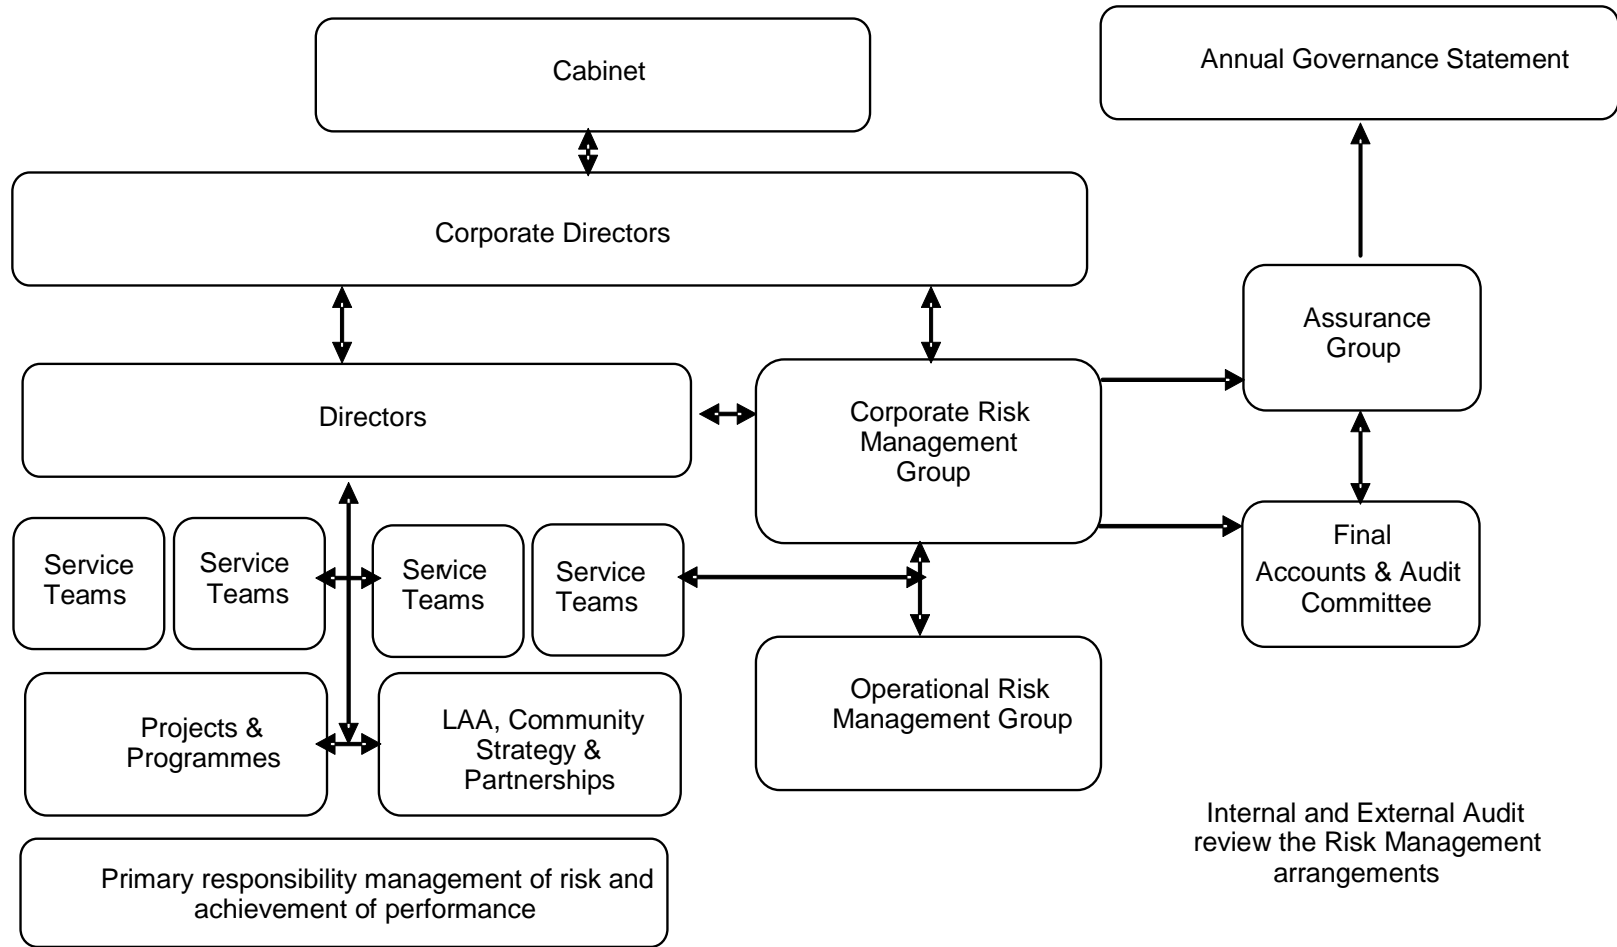 Cabinet
Annual Governance Statement
Corporate Directors
Assurance
Group
Directors
Corporate Risk
Management
Group
Service
Teams
Service
Teams
Service
Teams
Service
Teams
Final
Accounts & Audit
Committee
Projects &
Programmes
LAA, Community
Strategy &
Partnerships
Operational Risk
Management Group
Internal and External Audit
review the Risk Management
arrangements
Primary responsibility management of risk and
achievement of performance